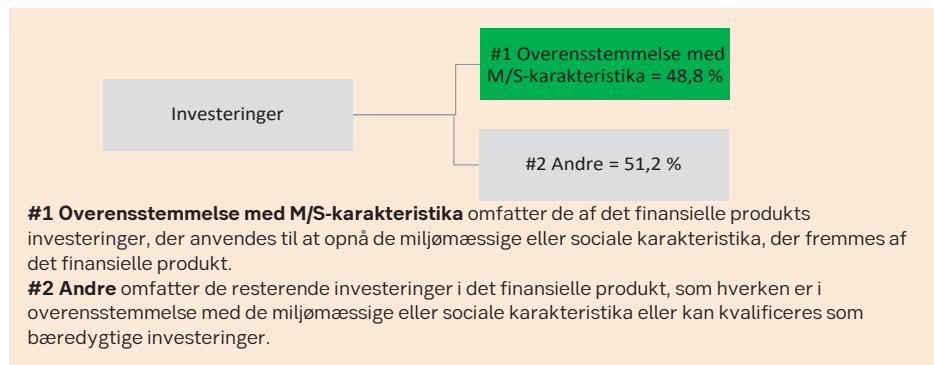 #1 Overensstemmelse med
M/S-karakteristika = 48,8 %
Investeringer
#2 Andre = 51,2 %
#1 Overensstemmelse med M/S-karakteristika omfatter de af det finansielle produkts
investeringer, der anvendes til at opnå de miljømæssige eller sociale karakteristika, der fremmes af
det finansielle produkt.
#2 Andre omfatter de resterende investeringer i det finansielle produkt, som hverken er i
overensstemmelse med de miljømæssige eller sociale karakteristika eller kan kvalificeres som
bæredygtige investeringer.